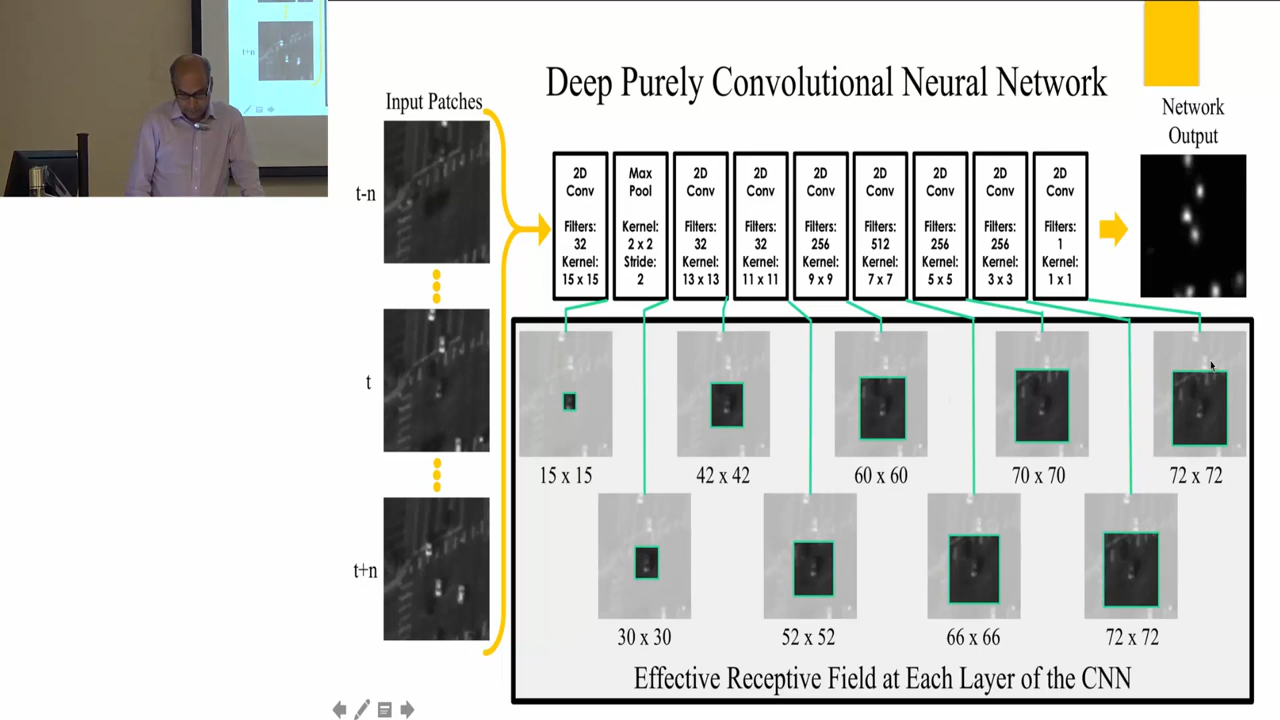 t+n
Deep Purely Convolutional Neural Network
Input Patches
Network
Output
t-n
t
t+n
2D
Conv
Filters:
32
Kernel:
15 x 15
Max
Pool
Kernel:
2 x 2
Stride:
2
2D
Conv
Filters:
32
Kernel:
13 x 13
2D
Conv
Filters:
32
Kernel:
11 x 11
2D
Conv
Filters:
256
Kernel:
9 x 9
2D
Conv
Filters:
512
Kernel:
7 x 7
2D
Conv
Filters:
256
Kernel:
5 x 5
2D
Conv
Filters:
256
Kernel:
3 x 3
2D
Conv
Filters:
1
Kernel:
1 x 1
15 x 15
42 x 42
60 x 60
70 x 70
72 x 72
30 x 30
52 x 52
66 x 66
72 x 72
Effective Receptive Field at Each Layer of the CNN